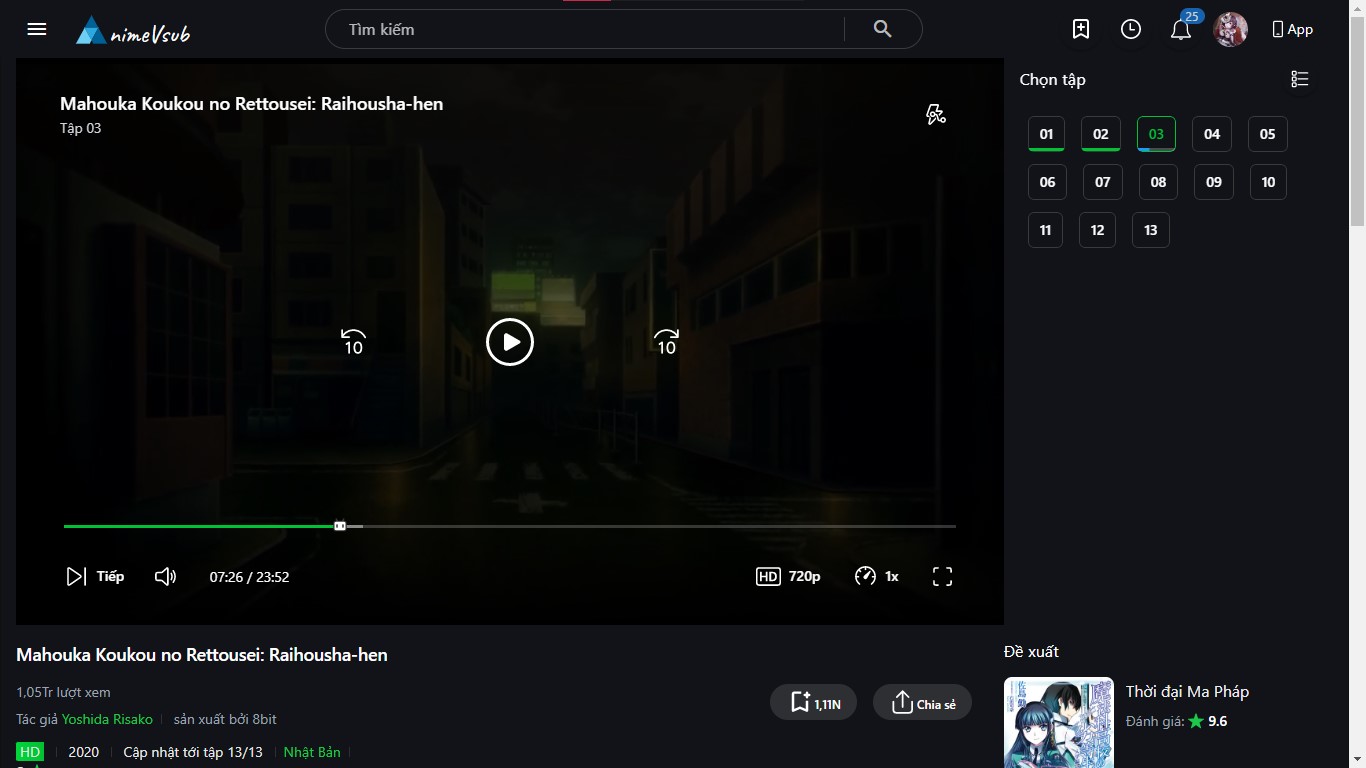 nimeVsub
Tìm kiếm
25
App
Mahouka Koukou no Rettousei: Raihousha-hen
Tập 03
10
10
Tiếp
07:26 / 23:52
HD 720p
1x
Chọn tập
01 02 03 04 05
06 07 08 09 10
11 12 13
Mahouka Koukou no Rettousei: Raihousha-hen
1,05Tr lượt xem
1,11N
Chia sẻ
Tác giả Yoshida Risako sản xuất bởi 8bit
HD 2020 Cập nhật tới tập 13/13 Nhật Bản
Đề xuất
Thời đại Ma Pháp
Đánh giá: 9.6